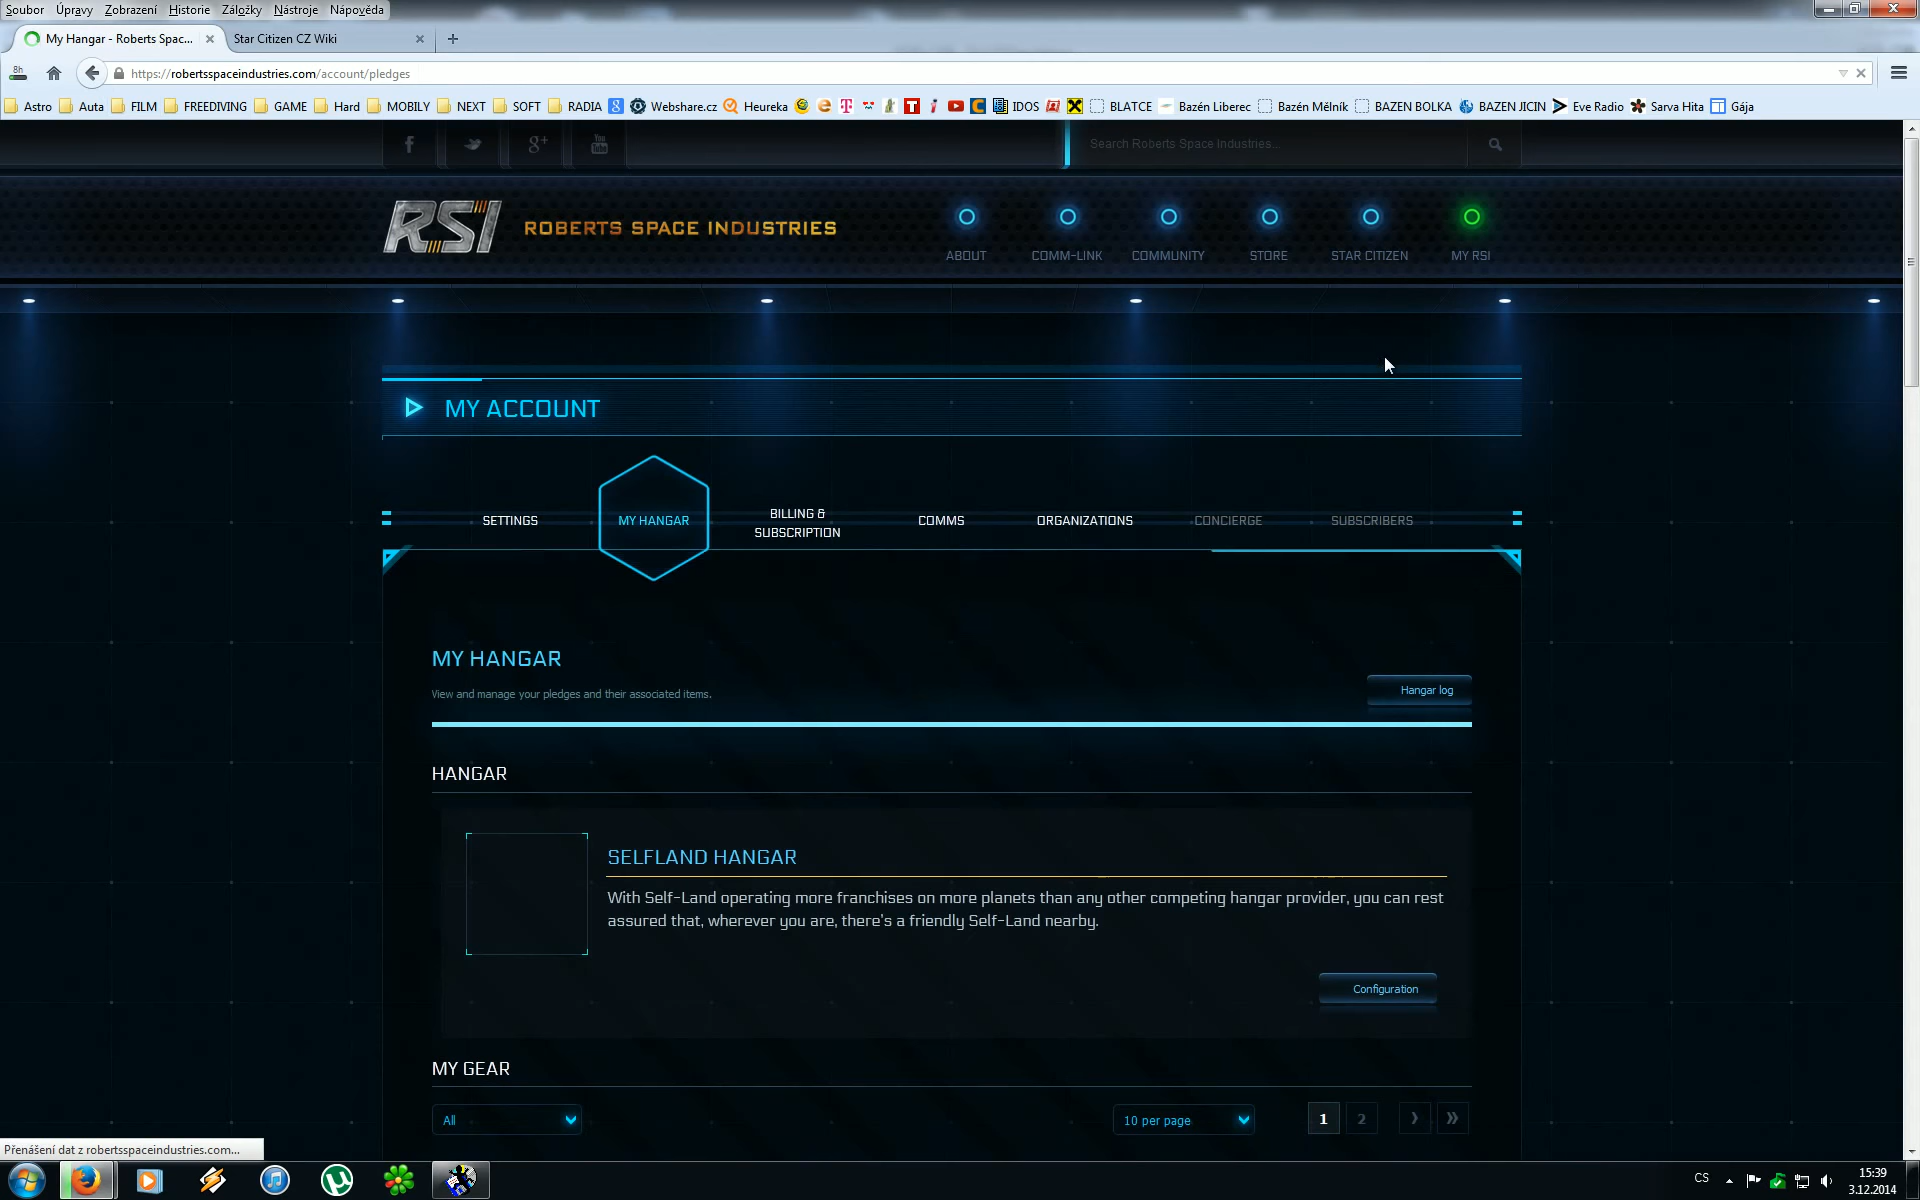 Soubor Úpravy Zobrazení Historie Záložky Nástroje Nápověda
My Hangar - Roberts Spac... Star Citizen CZ Wiki
8h https://robertsspaceindustries.com/account/pledges
Astro Auta FILM FREEDIVING GAME Hard MOBILY NEXT SOFT RADIA Webshare.cz Heureka IDOS BLATCE Bazén Liberec Bazén Mělník BAZEN BOLKA BAZEN JICIN Eve Radio Sarva Hita Gája
You Tube Search Roberts Space Industries...
RSI ROBERTS SPACE INDUSTRIES
ABOUT COMM-LINK COMMUNITY STORE STAR CITIZEN MY RSI
MY ACCOUNT
SETTINGS MY HANGAR BILLING & SUBSCRIPTION COMMS ORGANIZATIONS CONCIERGE SUBSCRIBERS
MY HANGAR
View and manage your pledges and their associated items.
Hangar log
HANGAR
SELFLAND HANGAR
With Self-Land operating more franchises on more planets than any other competing hangar provider, you can rest
assured that, wherever you are, there's a friendly Self-Land nearby.
Configuration
MY GEAR
All 10 per page 1 2
Přenášení dat z robertsspaceindustries.com...
CS 15:39
3.12.2014